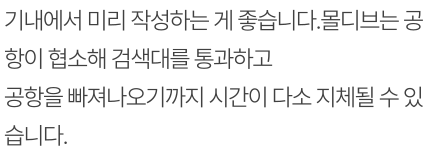 기내에서 미리 작성하는 게 좋습니다.몰디브는 공
항이 협소해 검색대를 통과하고
공항을 빠져나오기까지 시간이 다소 지체될 수 있
습니다.